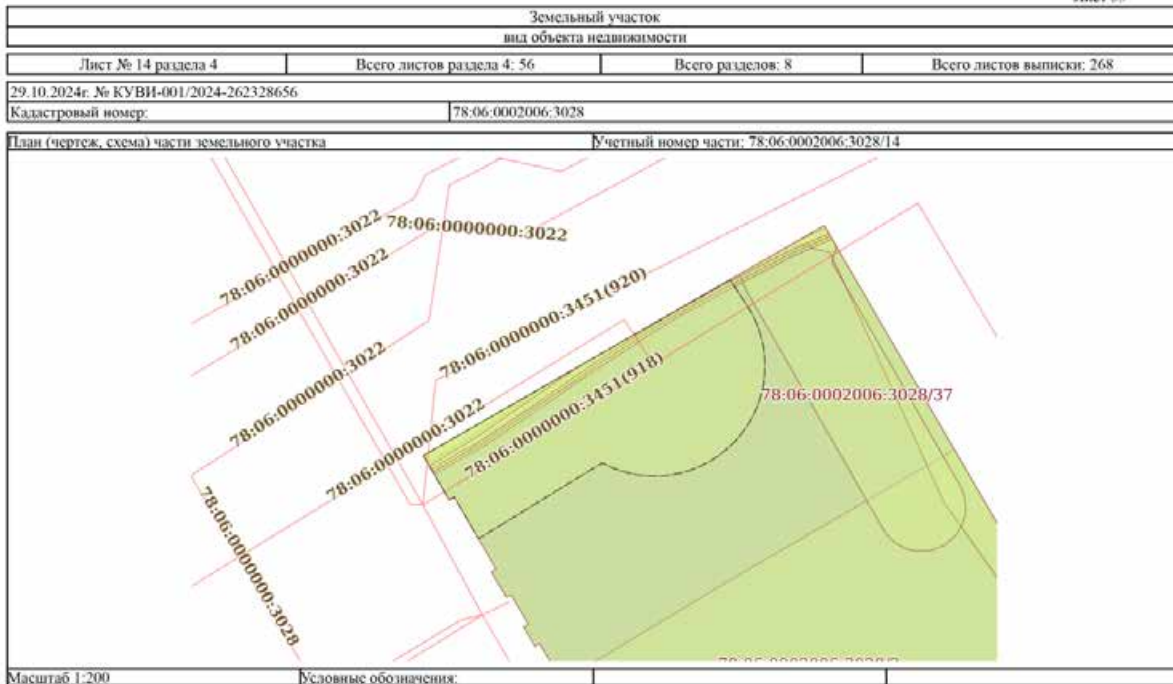 Земельный участок
вид объекта недвижимости
Лист № 14 раздела 4 Всего листов раздела 4: 56 Всего разделов: 8 Всего листов выписки: 268
29.10.2024г. № КУВИ-001/2024-262328656
Кадастровый номер: 78:06:0002006:3028
План (чертеж, схема) части земельного участка Учетный номер части: 78:06:0002006:3028/14
78:06:0000000:3022
78:06:0000000:3022
78:06:0000000:3022
78:06:0000000:3451(920)
78:06:0000000:3022
78:06:0000000:3451(918)
78:06:0002006:3028/37
78:06:0000000:3022
78:06:0000000:3028
Масштаб 1:200 Условные обозначения: